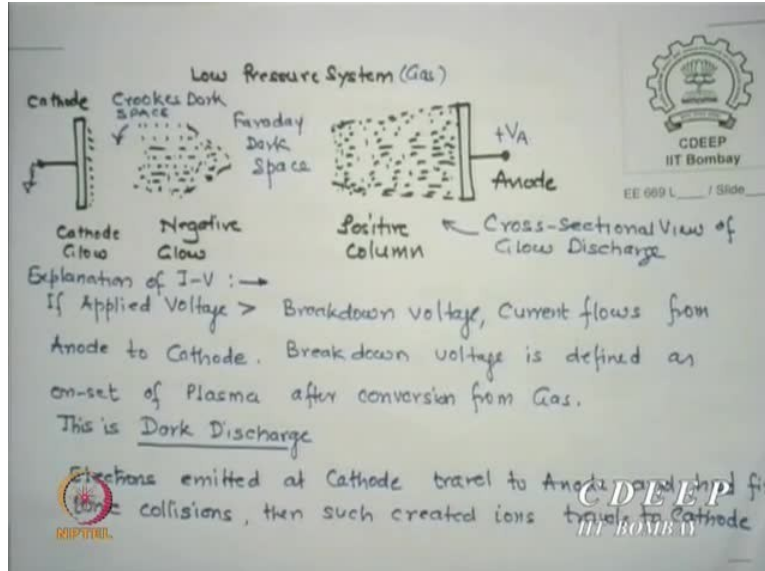 Low Pressure System (Gas)
Cathode
Crookes Dark
SPACE
Faraday
Dark
Space
+VA
Anode
Cathode
Glow
Negative
Glow
Positive
Column
Cross-Sectional View of
Glow Discharge
CDEEP
IIT Bombay
EE 669 L____ / Slide____
Explanation of I-V :→
If Applied Voltage > Breakdown voltage, Current flows from
Anode to Cathode. Breakdown voltage is defined as
on-set of Plasma after conversion from Gas.
This is Dark Discharge
Electrons emitted at Cathode travel to Anode and
collisions, then such created ions travel to Cathode
NPTEL
CDEEP
IIT BOMBAY